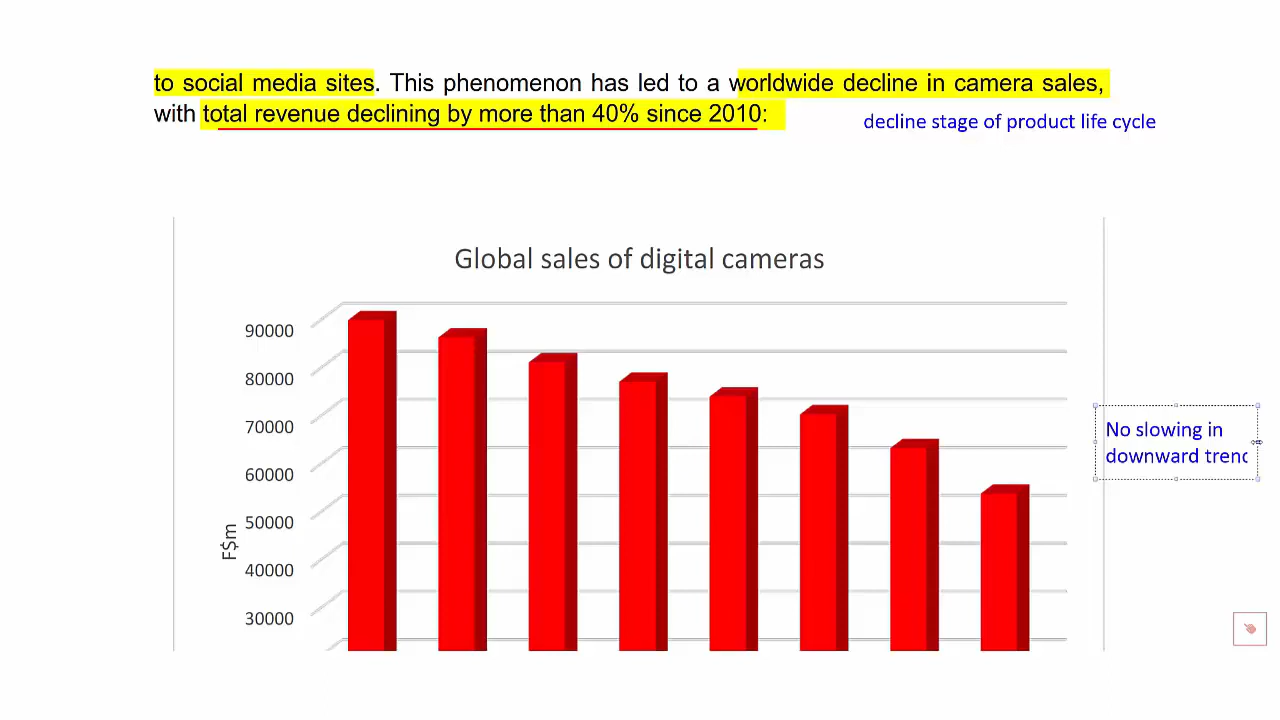 to social media sites. This phenomenon has led to a worldwide decline in camera sales,
with total revenue declining by more than 40% since 2010:
decline stage of product life cycle
Global sales of digital cameras
90000
80000
70000
60000
50000
40000
30000
F$m
No slowing in
downward trend